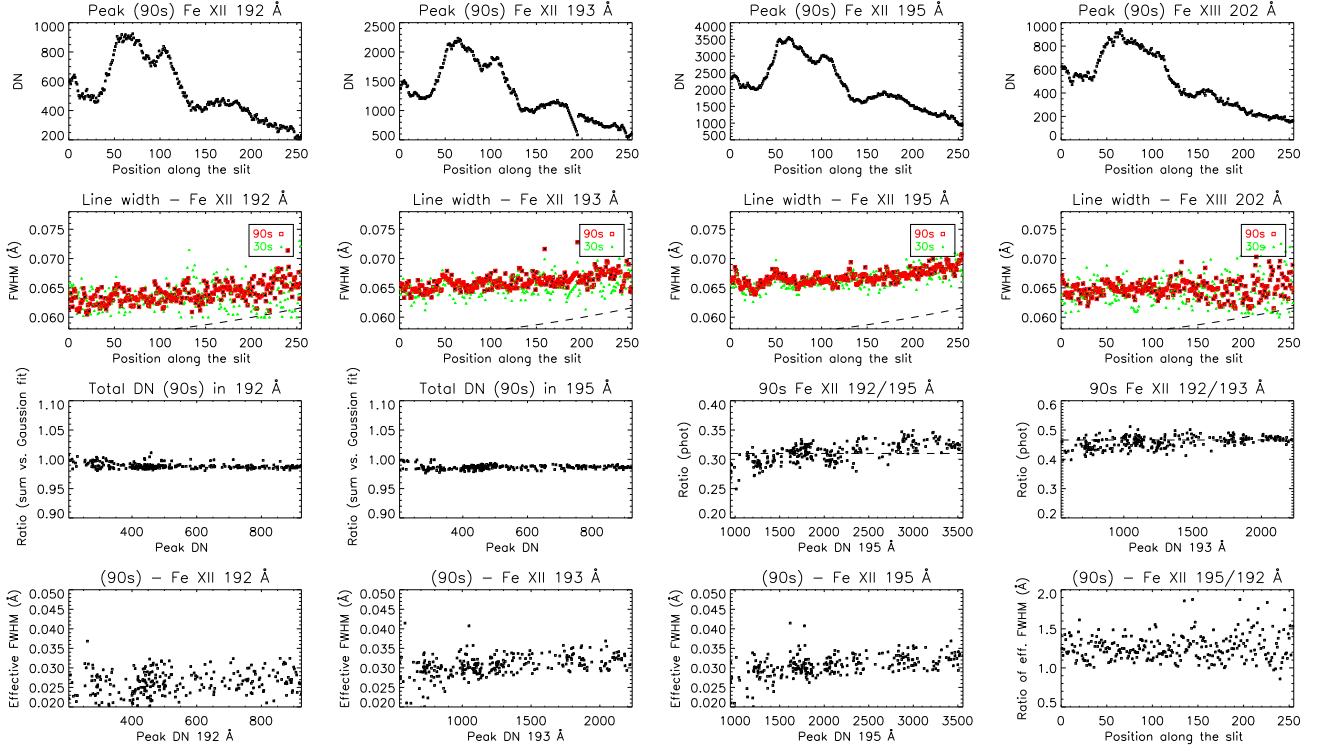 Peak (90s) Fe XII 192 Å
Peak (90s) Fe XII 193 Å
Peak (90s) Fe XII 195 Å
Peak (90s) Fe XIII 202 Å
DN
1000
800
600
400
200
0 50 100 150 200 250
Position along the slit
DN
2500
2000
1500
1000
500
0 50 100 150 200 250
Position along the slit
DN
4000
3500
3000
2500
2000
1500
1000
500
0 50 100 150 200 250
Position along the slit
DN
1000
800
600
400
200
0
0 50 100 150 200 250
Position along the slit
Line width – Fe XII 192 Å
Line width – Fe XII 193 Å
Line width – Fe XII 195 Å
Line width – Fe XIII 202 Å
FWHM (Å)
0.075
0.070
0.065
0.060
90s
30s
0 50 100 150 200 250
Position along the slit
FWHM (Å)
0.075
0.070
0.065
0.060
90s
30s
0 50 100 150 200 250
Position along the slit
FWHM (Å)
0.075
0.070
0.065
0.060
90s
30s
0 50 100 150 200 250
Position along the slit
FWHM (Å)
0.075
0.070
0.065
0.060
90s
30s
0 50 100 150 200 250
Position along the slit
Total DN (90s) in 192 Å
Total DN (90s) in 195 Å
90s Fe XII 192/195 Å
90s Fe XII 192/193 Å
Ratio (sum vs. Gaussian fit)
1.10
1.05
1.00
0.95
0.90
400 600 800
Peak DN
Ratio (sum vs. Gaussian fit)
1.10
1.05
1.00
0.95
0.90
400 600 800
Peak DN
Ratio (phot)
0.40
0.35
0.30
0.25
0.20
1000 1500 2000 2500 3000 3500
Peak DN 195 Å
Ratio (phot)
0.6
0.5
0.4
0.3
0.2
1000 1500 2000
Peak DN 193 Å
(90s) – Fe XII 192 Å
(90s) – Fe XII 193 Å
(90s) – Fe XII 195 Å
(90s) – Fe XII 195/192 Å
Effective FWHM (Å)
0.050
0.045
0.040
0.035
0.030
0.025
0.020
400 600 800
Peak DN 192 Å
Effective FWHM (Å)
0.050
0.045
0.040
0.035
0.030
0.025
0.020
1000 1500 2000
Peak DN 193 Å
Effective FWHM (Å)
0.050
0.045
0.040
0.035
0.030
0.025
0.020
1000 1500 2000 2500 3000 3500
Peak DN 195 Å
Ratio of eff. FWHM (Å)
2.0
1.5
1.0
0.5
0 50 100 150 200 250
Position along the slit